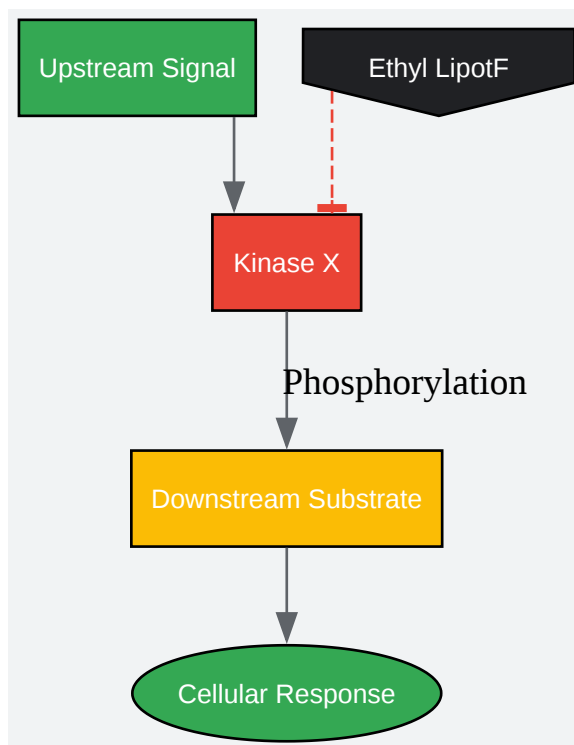 Upstream Signal
Ethyl LipotF
Kinase X
Phosphorylation
Downstream Substrate
Cellular Response